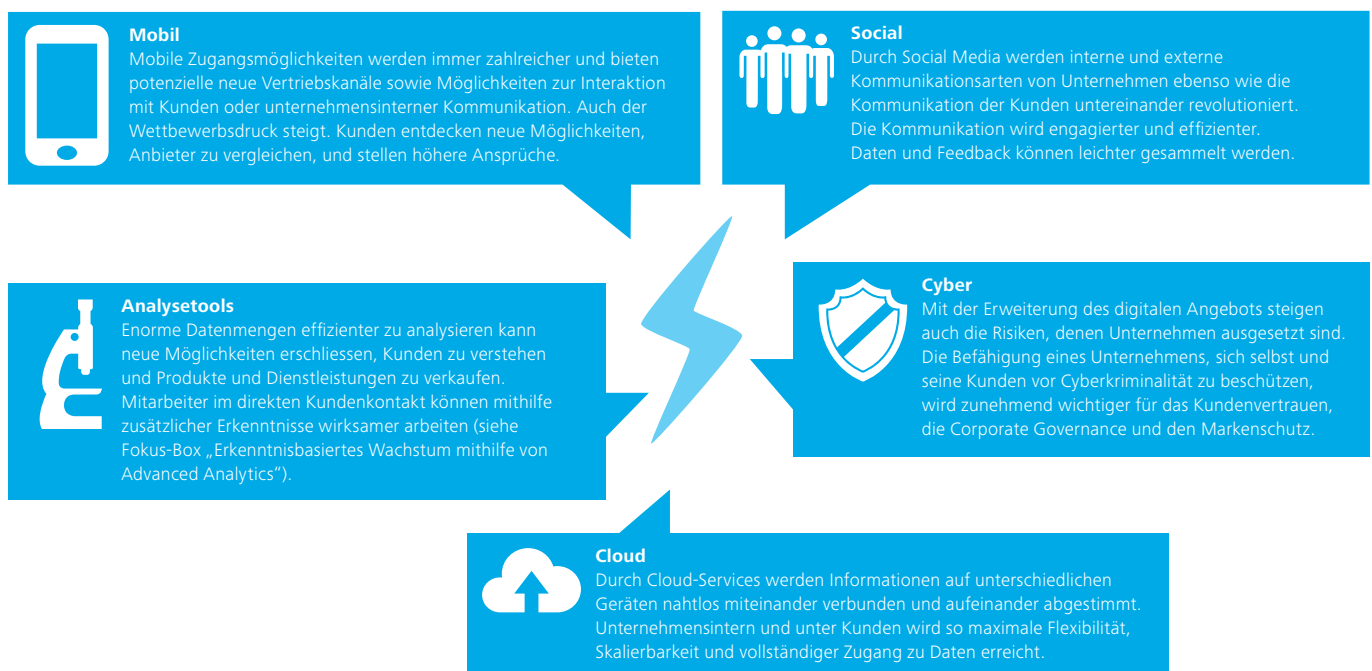 Mobil
Mobile Zugangsmöglichkeiten werden immer zahlreicher und bieten
potenzielle neue Vertriebskanäle sowie Möglichkeiten zur Interaktion
mit Kunden oder unternehmensinterner Kommunikation. Auch der
Wettbewerbsdruck steigt. Kunden entdecken neue Möglichkeiten,
Anbieter zu vergleichen, und stellen höhere Ansprüche.
Social
Durch Social Media werden interne und externe
Kommunikationsarten von Unternehmen ebenso wie die
Kommunikation der Kunden untereinander revolutioniert.
Die Kommunikation wird engagierter und effizienter.
Daten und Feedback können leichter gesammelt werden.
Analysetools
Enorme Datenmengen effizienter zu analysieren kann
neue Möglichkeiten erschliessen, Kunden zu verstehen
und Produkte und Dienstleistungen zu verkaufen.
Mitarbeiter im direkten Kundenkontakt können mithilfe
zusätzlicher Erkenntnisse wirksamer arbeiten (siehe
Fokus-Box „Erkenntnisbasiertes Wachstum mithilfe von
Advanced Analytics“).
Cyber
Mit der Erweiterung des digitalen Angebots steigen
auch die Risiken, denen Unternehmen ausgesetzt sind.
Die Befähigung eines Unternehmens, sich selbst und
seine Kunden vor Cyberkriminalität zu beschützen,
wird zunehmend wichtiger für das Kundenvertrauen,
die Corporate Governance und den Markenschutz.
Cloud
Durch Cloud-Services werden Informationen auf unterschiedlichen
Geräten nahtlos miteinander verbunden und aufeinander abgestimmt.
Unternehmensintern und unter Kunden wird so maximale Flexibilität,
Skalierbarkeit und vollständiger Zugang zu Daten erreicht.